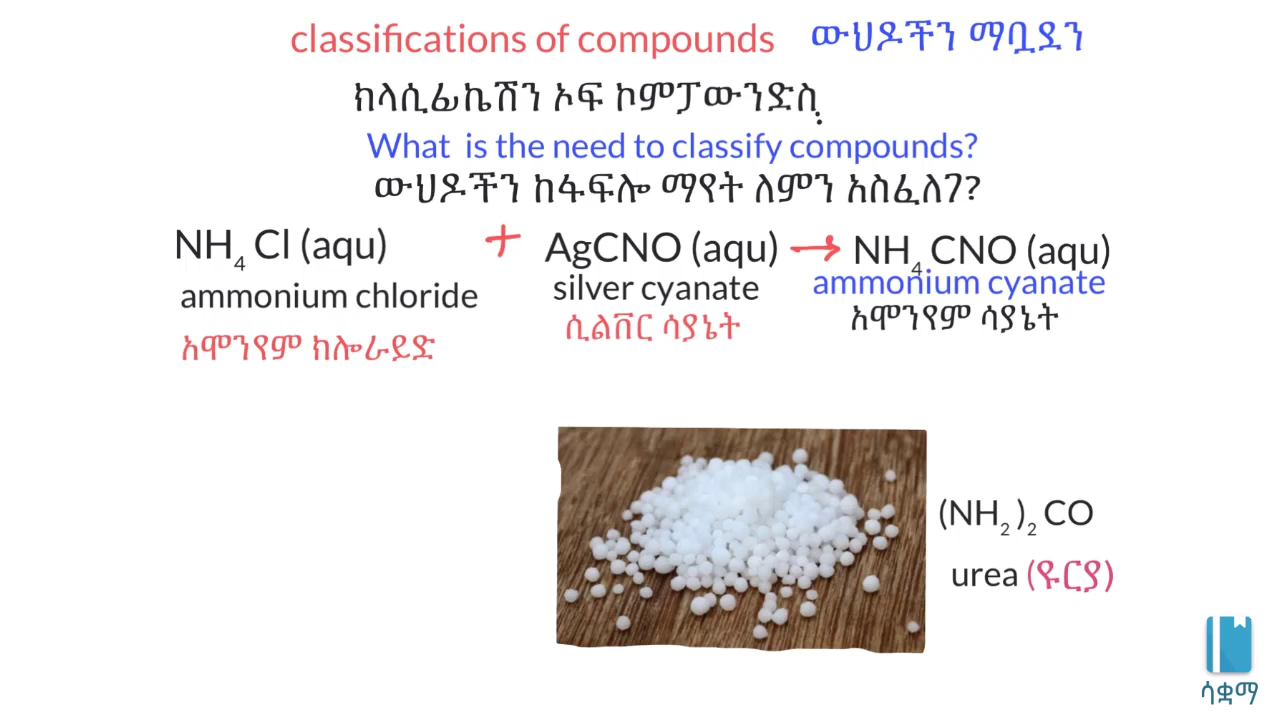 classifications of compounds ውህዶችን ማቧደን
ክላሲፊኬሽን ኦፍ ኮምፓውንድስ
What is the need to classify compounds?
ውህዶችን ከፋፍሎ ማየት ለምን አስፈለገ?
NH4 Cl (aqu) + AgCNO (aqu) → NH4 CNO (aqu)
ammonium chloride silver cyanate ammonium cyanate
አሞንየም ክሎራይድ ሲልቨር ሳያኔት አሞንየም ሳያኔት
(NH2)2 CO
urea (ዩርያ)
ሳቋማ